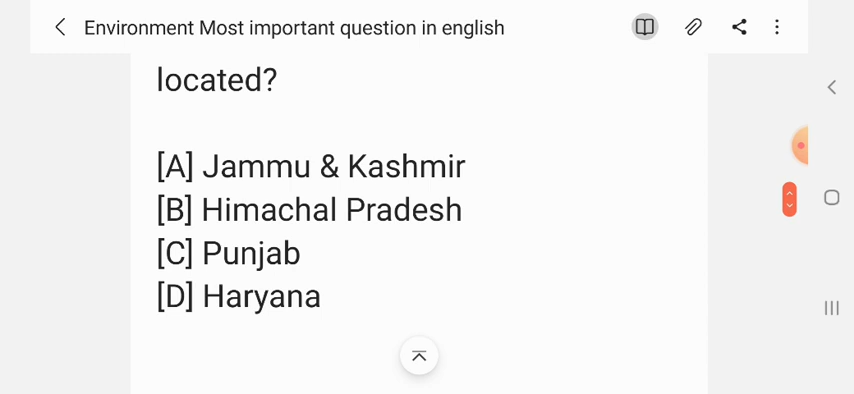 Environment Most important question in english
located?
[A] Jammu & Kashmir
[B] Himachal Pradesh
[C] Punjab
[D] Haryana